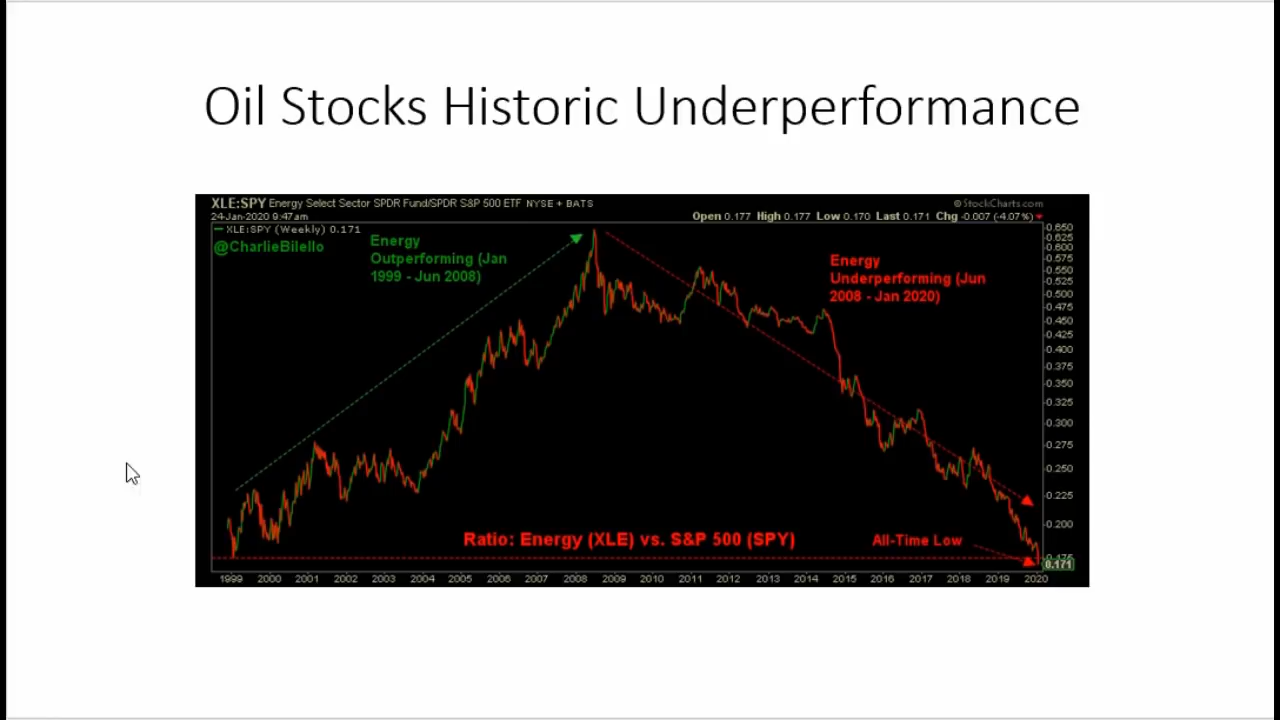 Oil Stocks Historic Underperformance
XLE:SPY Energy Select Sector SPDR Fund/SPDR S&P 500 ETF NYSE + BATS
© StockCharts.com
24-Jan-2020 9:47am
Open 0.177 High 0.177 Low 0.170 Last 0.171 Chg -0.007 (-4.07%)
XLE:SPY (Weekly) 0.171
@CharlieBilello
Energy
Outperforming (Jan
1999 - Jun 2008)
Energy
Underperforming (Jun
2008 - Jan 2020)
0.650
0.625
0.600
0.575
0.550
0.525
0.500
0.475
0.450
0.425
0.400
0.375
0.350
0.325
0.300
0.275
0.250
0.225
0.200
0.175
0.171
Ratio: Energy (XLE) vs. S&P 500 (SPY)
All-Time Low
1999 2000 2001 2002 2003 2004 2005 2006 2007 2008 2009 2010 2011 2012 2013 2014 2015 2016 2017 2018 2019 2020